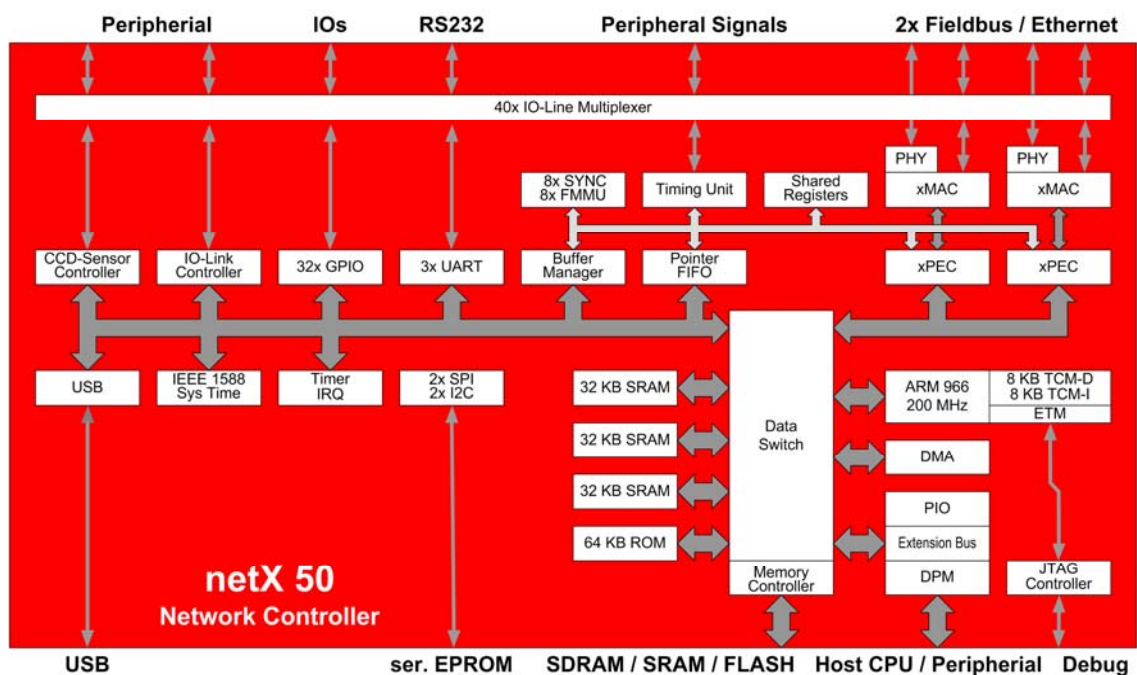 Peripherial IOs RS232 Peripheral Signals 2x Fieldbus / Ethernet
40x IO-Line Multiplexer
PHY PHY
8x SYNC
8x FMMU
Timing Unit
Shared
Registers
xMAC xMAC
CCD-Sensor
Controller
IO-Link
Controller
32x GPIO
3x UART
Buffer
Manager
Pointer
FIFO
xPEC xPEC
USB
IEEE 1588
Sys Time
Timer
IRQ
2x SPI
2x I2C
32 KB SRAM
32 KB SRAM
32 KB SRAM
64 KB ROM
Data
Switch
Memory
Controller
ARM 966
200 MHz
8 KB TCM-D
8 KB TCM-I
ETM
DMA
PIO
Extension Bus
DPM
JTAG
Controller
netX 50
Network Controller
USB ser. EPROM SDRAM / SRAM / FLASH Host CPU / Peripherial Debug